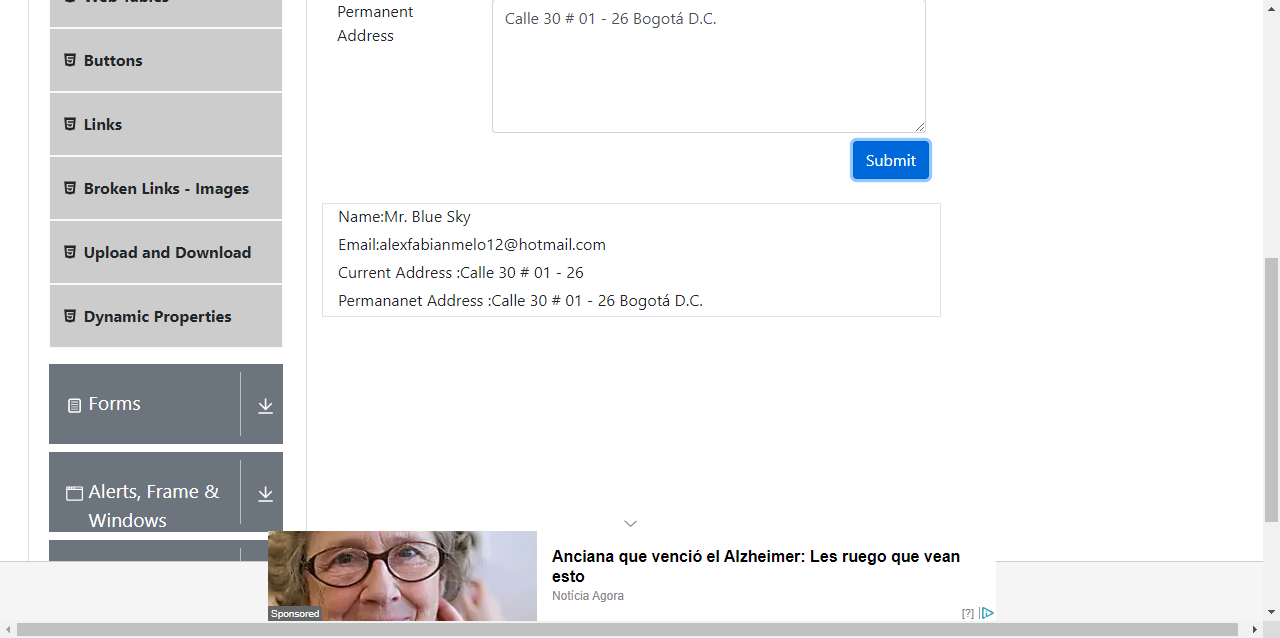 Web Tables
Buttons
Links
Broken Links - Images
Upload and Download
Dynamic Properties
Forms
Alerts, Frame &
Windows
Permanent
Address
Calle 30 # 01 - 26 Bogotá D.C.
Submit
Name:Mr. Blue Sky
Email:alexfabianmelo12@hotmail.com
Current Address :Calle 30 # 01 - 26
Permananet Address :Calle 30 # 01 - 26 Bogotá D.C.
Anciana que venció el Alzheimer: Les ruego que vean
esto
Notícia Agora
Sponsored
[?]